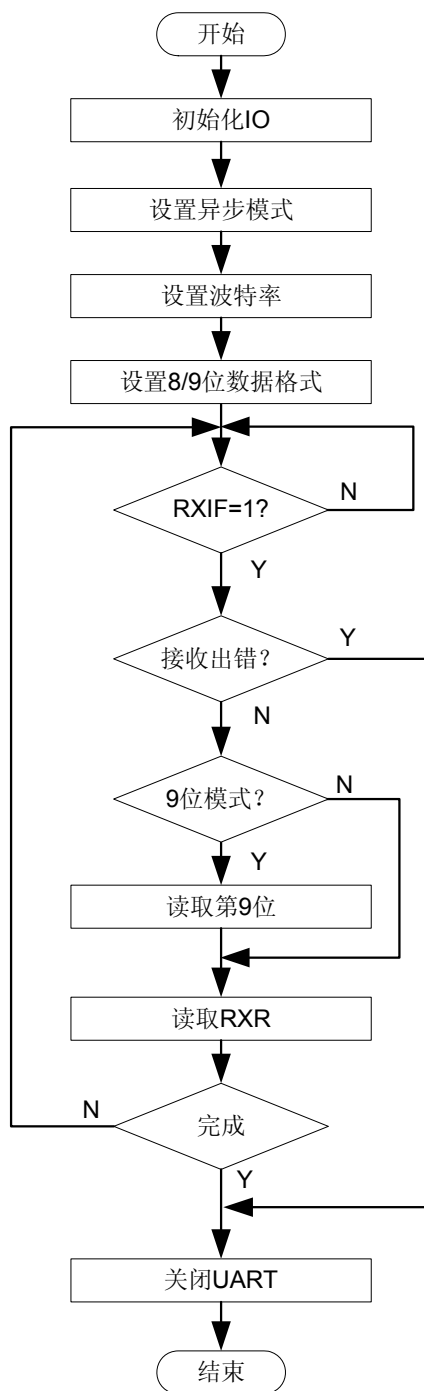 开始
初始化IO
设置异步模式
设置波特率
设置8/9位数据格式
RXIF=1?
N
Y
接收出错？
Y
N
9位模式？
N
Y
读取第9位
读取RXR
完成
N
Y
关闭UART
结束